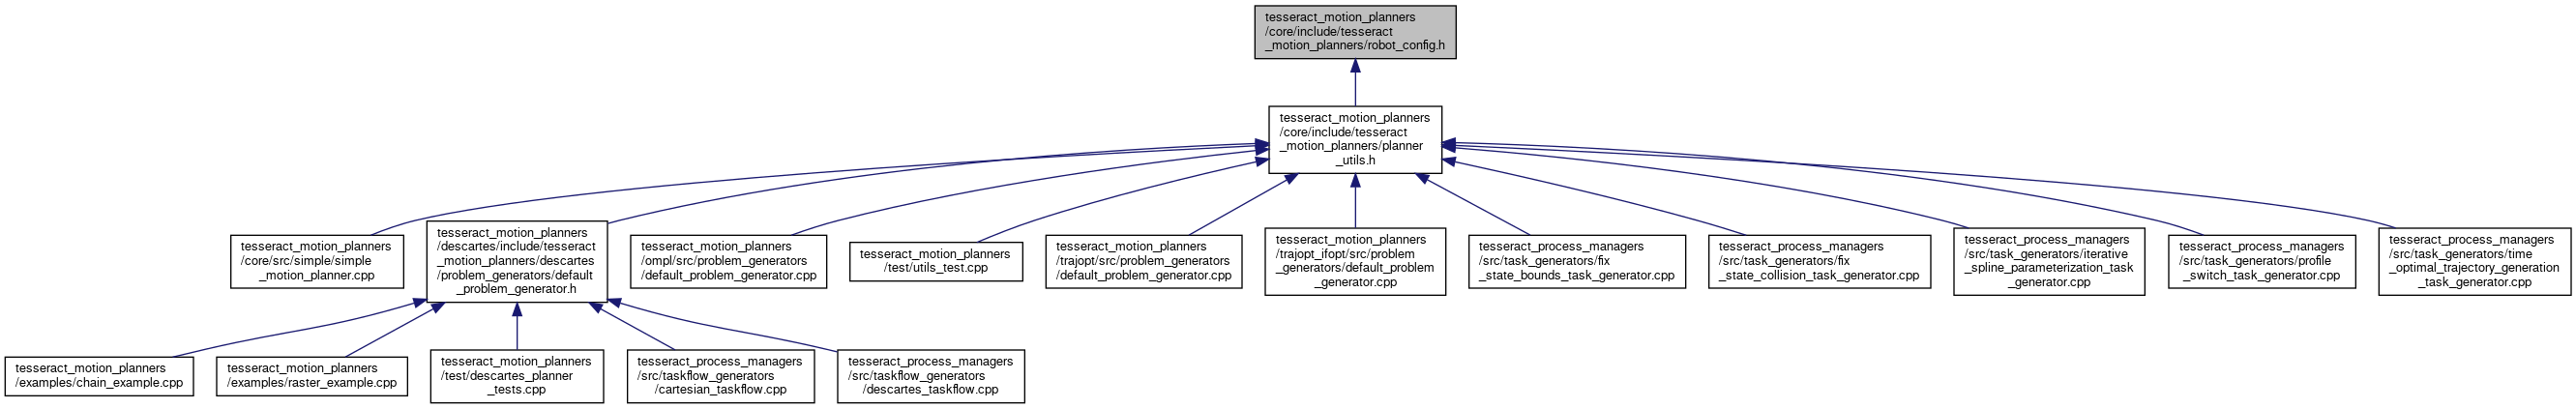 tesseract_motion_planners
/core/include/tesseract
_motion_planners/robot_config.h
tesseract_motion_planners
/core/include/tesseract
_motion_planners/planner
_utils.h
tesseract_motion_planners
/core/src/simple/simple
_motion_planner.cpp
tesseract_motion_planners
/descartes/include/tesseract
_motion_planners/descartes
/problem_generators/default
_problem_generator.h
tesseract_motion_planners
/ompl/src/problem_generators
/default_problem_generator.cpp
tesseract_motion_planners
/test/utils_test.cpp
tesseract_motion_planners
/trajopt/src/problem_generators
/default_problem_generator.cpp
tesseract_motion_planners
/trajopt_ifopt/src/problem
_generators/default_problem
_generator.cpp
tesseract_process_managers
/src/task_generators/fix
_state_bounds_task_generator.cpp
tesseract_process_managers
/src/task_generators/fix
_state_collision_task_generator.cpp
tesseract_process_managers
/src/task_generators/iterative
_spline_parameterization_task
_generator.cpp
tesseract_process_managers
/src/task_generators/profile
_switch_task_generator.cpp
tesseract_process_managers
/src/task_generators/time
_optimal_trajectory_generation
_task_generator.cpp
tesseract_motion_planners
/examples/chain_example.cpp
tesseract_motion_planners
/examples/raster_example.cpp
tesseract_motion_planners
/test/descartes_planner
_tests.cpp
tesseract_process_managers
/src/taskflow_generators
/cartesian_taskflow.cpp
tesseract_process_managers
/src/taskflow_generators
/descartes_taskflow.cpp